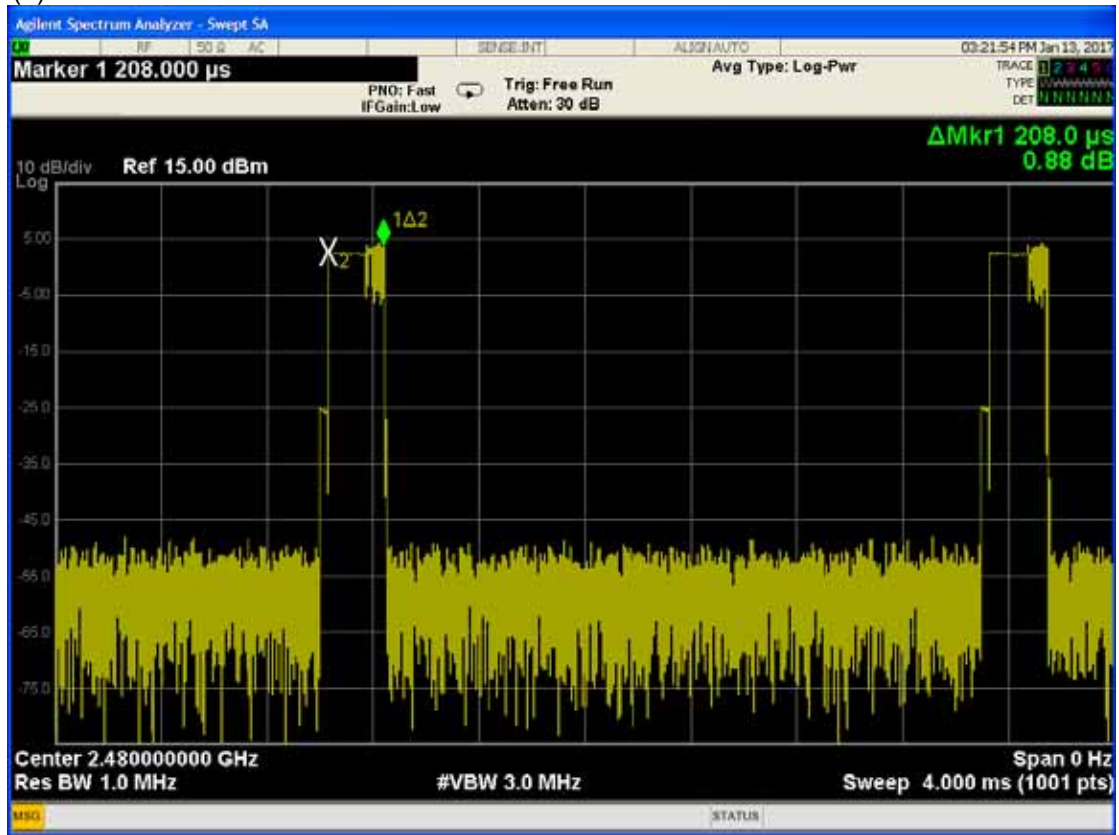 Agilent Spectrum Analyzer - Swept SA
RF 50 Ω AC SENSE:INT ALIGN AUTO 03:21:54 PM Jan 13, 2017
Marker 1 208.000 µs
PNO: Fast
IFGain:Low
Trig: Free Run
Atten: 30 dB
Avg Type: Log-Pwr
TRACE 1 2 3 4 5
TYPE
DET N N N N N N
ΔMkr1 208.0 µs
0.88 dB
10 dB/div Ref 15.00 dBm
Log
1Δ2
X2
5.00
-5.00
-15.0
-25.0
-35.0
-45.0
-55.0
-65.0
-75.0
Center 2.480000000 GHz Span 0 Hz
Res BW 1.0 MHz #VBW 3.0 MHz Sweep 4.000 ms (1001 pts)
MSG STATUS